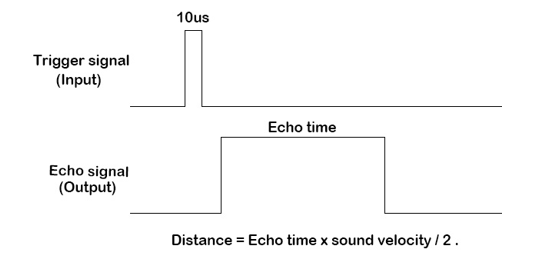 10us
Trigger signal
(Input)
Echo time
Echo signal
(Output)
Distance = Echo time x sound velocity / 2 .